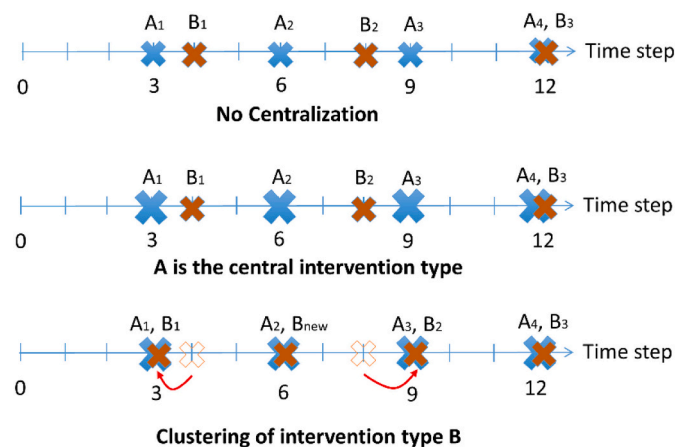 A1 B1 A2 B2 A3 A4, B3
Time step
0 3 6 9 12
No Centralization
A1 B1 A2 B2 A3 A4, B3
Time step
0 3 6 9 12
A is the central intervention type
A1, B1 A2, Bnew A3, B2 A4, B3
Time step
0 3 6 9 12
Clustering of intervention type B